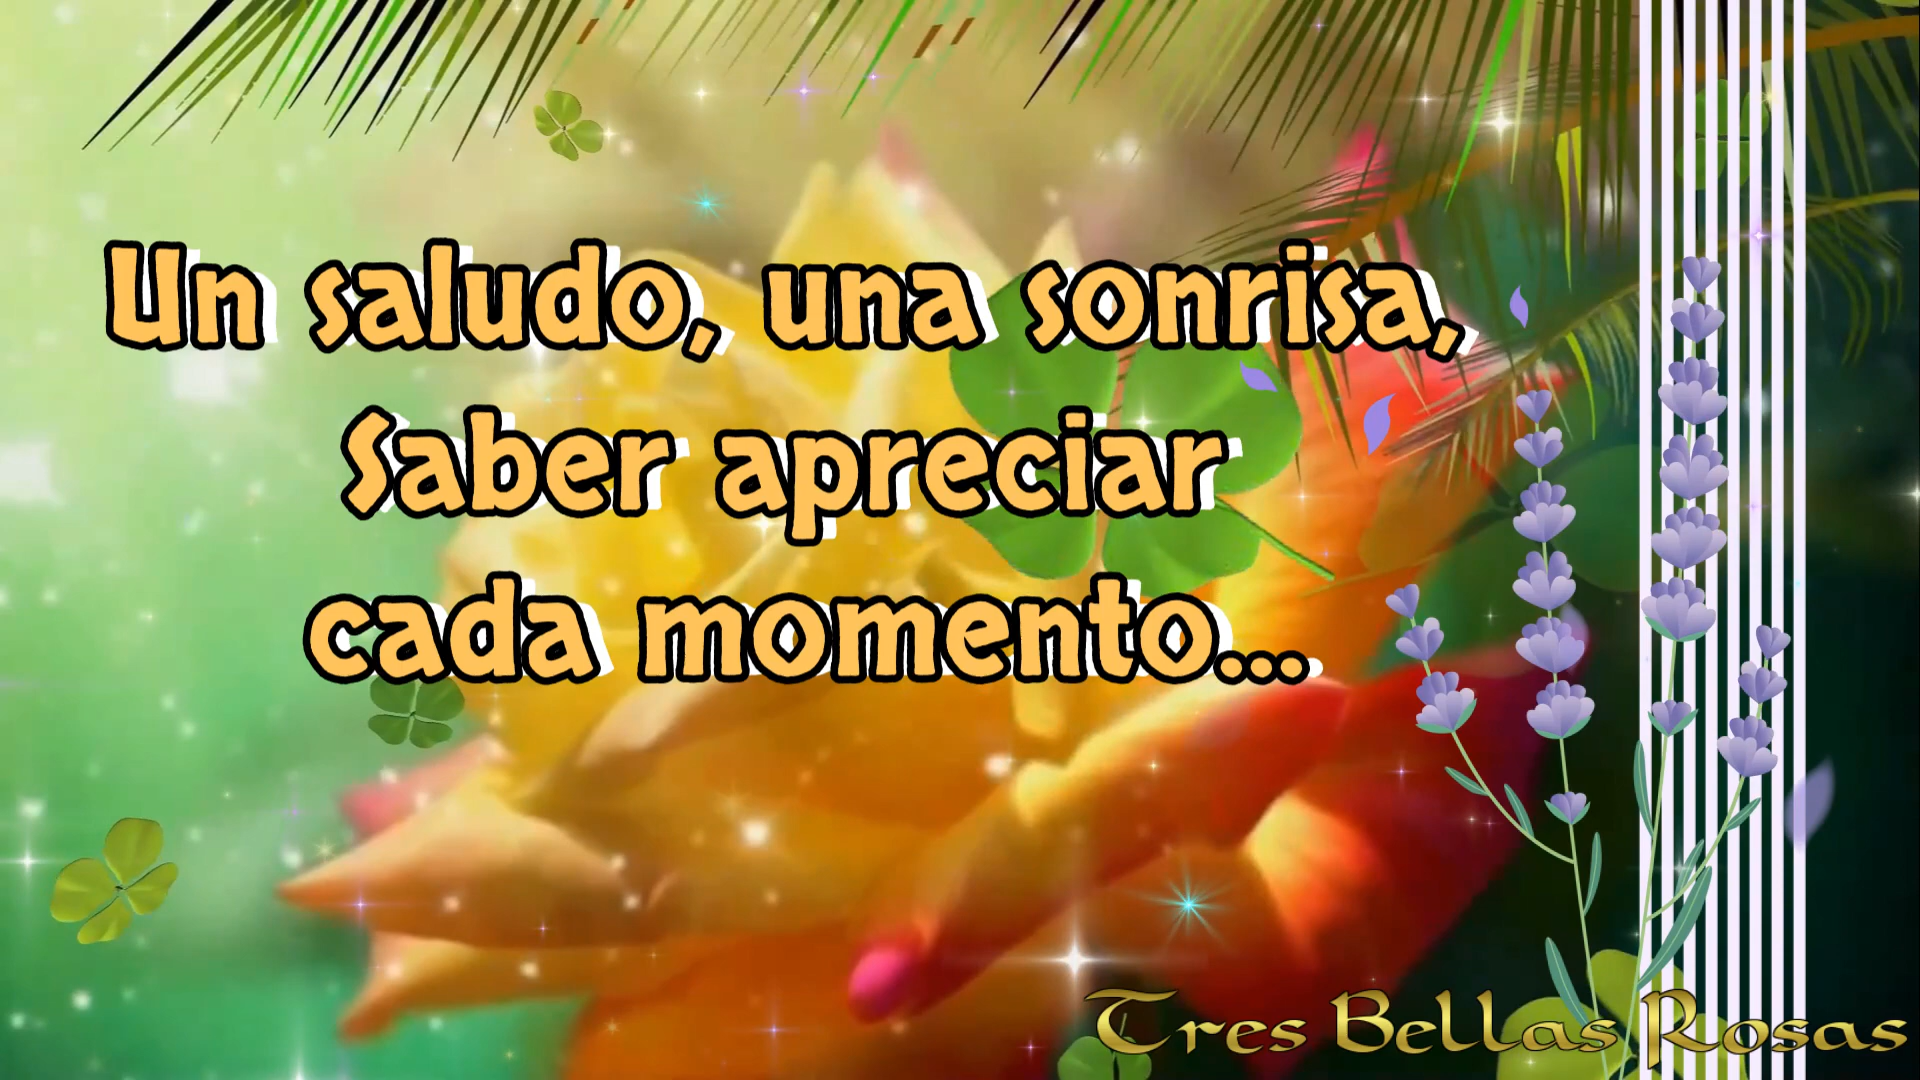 Un saludo, una sonrisa,
Saber apreciar
cada momento...
Tres Bellas Rosas